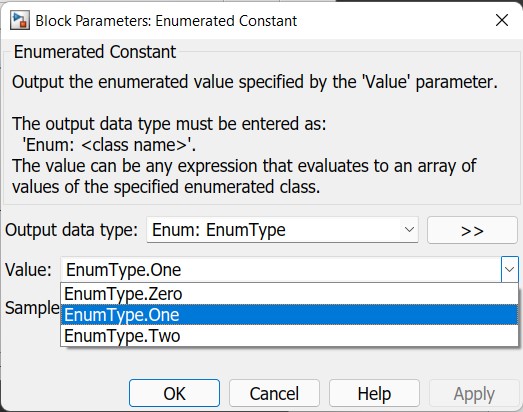 Block Parameters: Enumerated Constant
Enumerated Constant
Output the enumerated value specified by the 'Value' parameter.
The output data type must be entered as:
'Enum: <class name>'.
The value can be any expression that evaluates to an array of
values of the specified enumerated class.
Output data type: Enum: EnumType >>
Value: EnumType.One
EnumType.Zero
Sample EnumType.One
EnumType.Two
OK Cancel Help Apply